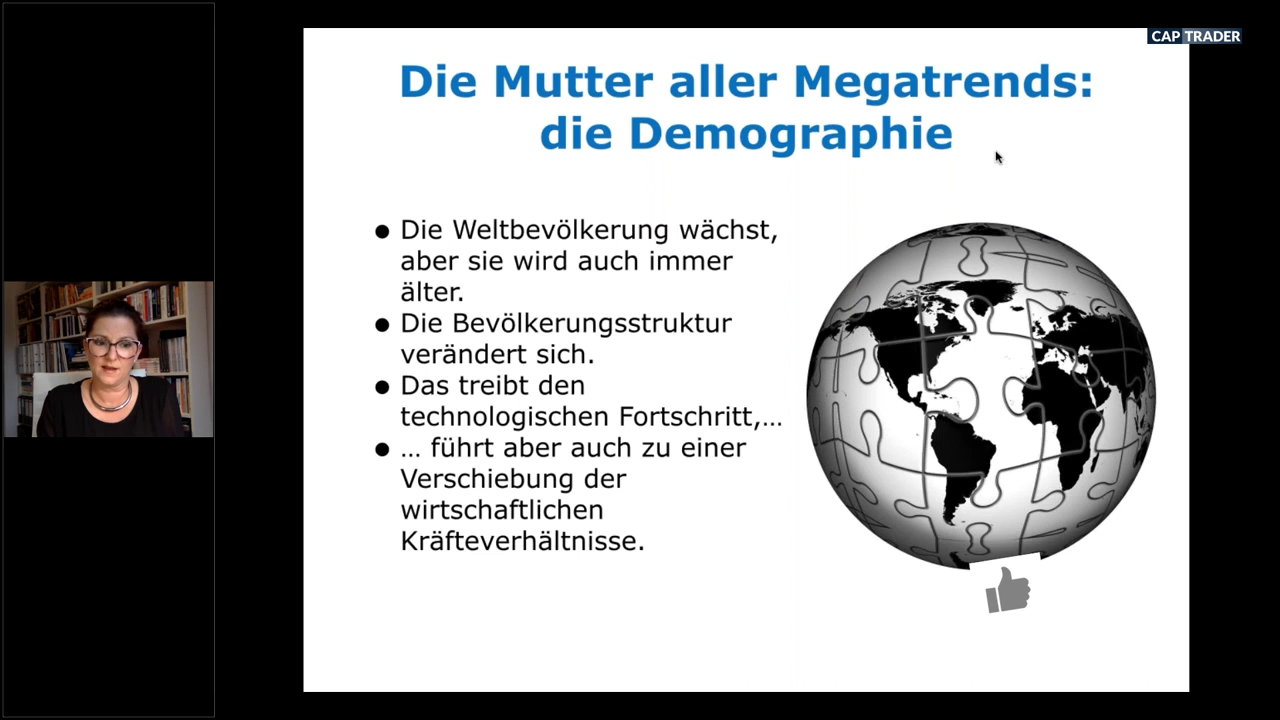 CAP TRADER
Die Mutter aller Megatrends:
die Demographie
● Die Weltbevölkerung wächst,
aber sie wird auch immer
älter.
● Die Bevölkerungsstruktur
verändert sich.
● Das treibt den
technologischen Fortschritt,…
● … führt aber auch zu einer
Verschiebung der
wirtschaftlichen
Kräfteverhältnisse.